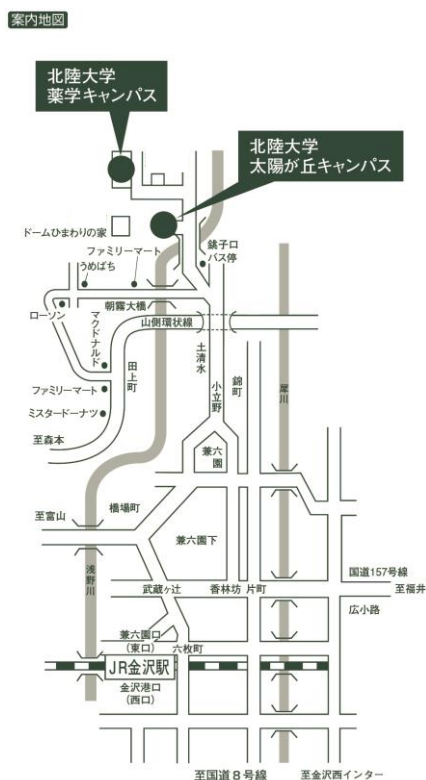 案内地図
北陸大学
薬学キャンパス
北陸大学
太陽が丘キャンパス
ドームひまわりの家
ファミリーマート
うめばち
銚子口
バス停
ローソン
朝霧大橋
山側環状線
マクドナルド
田上町
土清水
小立野
錦町
犀川
ファミリーマート
ミスタードーナツ
至森本
兼六園
橋場町
至富山
兼六園下
浅野川
国道157号線
武蔵ヶ辻
香林坊
片町
至福井
広小路
兼六園口
(東口)
六枚町
JR金沢駅
金沢港口
(西口)
至国道8号線
至金沢西インター